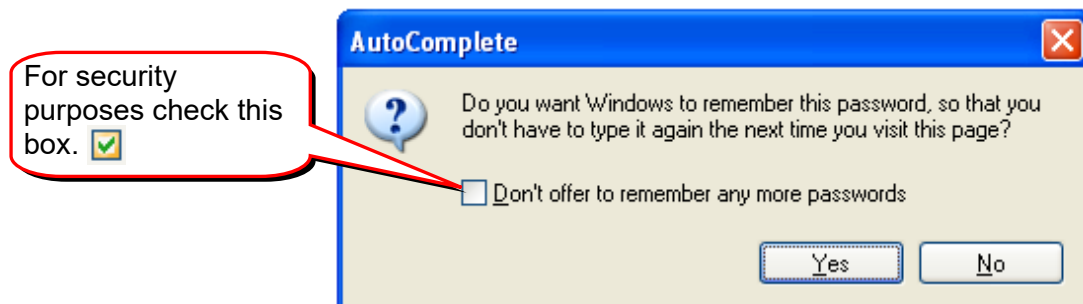 AutoComplete
For security
purposes check this
box.
Do you want Windows to remember this password, so that you
don't have to type it again the next time you visit this page?
Don't offer to remember any more passwords
Yes
No